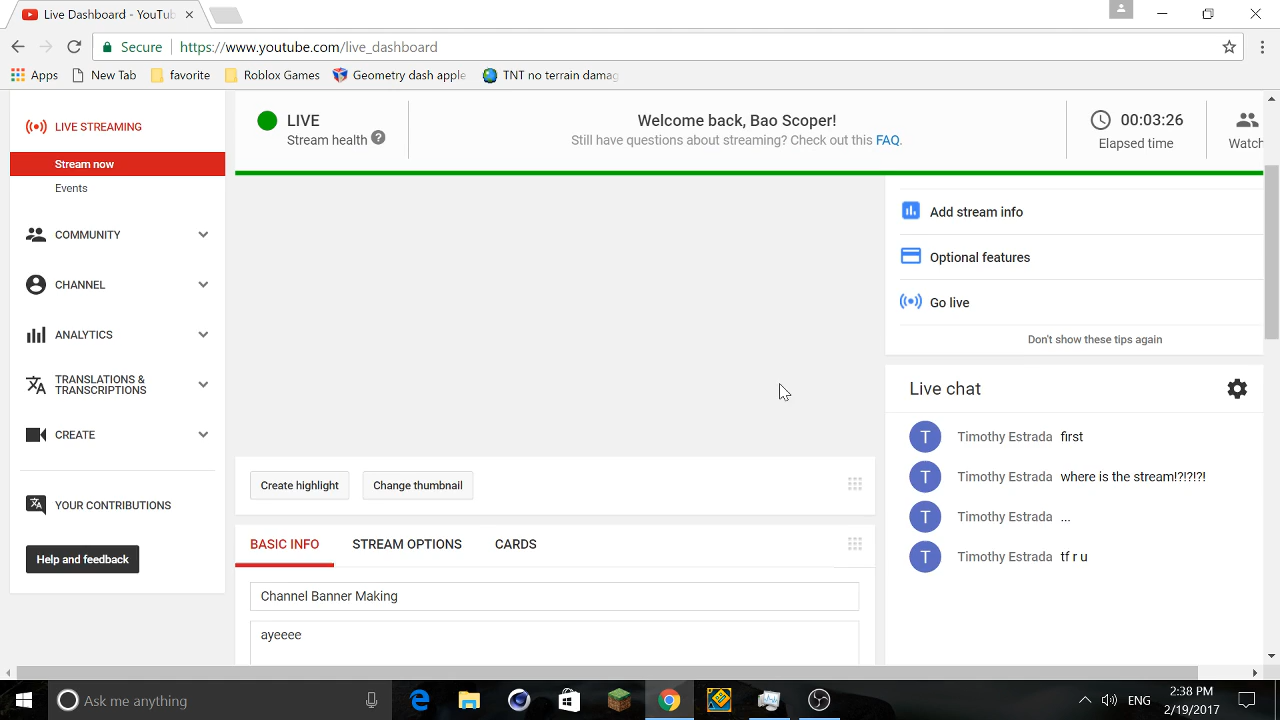 Live Dashboard - YouTub
Secure https://www.youtube.com/live_dashboard
Apps New Tab favorite Roblox Games Geometry dash apple TNT no terrain damag
LIVE STREAMING
Stream now
Events
COMMUNITY
CHANNEL
ANALYTICS
TRANSLATIONS &
TRANSCRIPTIONS
CREATE
YOUR CONTRIBUTIONS
Help and feedback
LIVE
Stream health ?
Welcome back, Bao Scoper!
Still have questions about streaming? Check out this FAQ.
00:03:26
Elapsed time
Watch
Create highlight Change thumbnail
BASIC INFO STREAM OPTIONS CARDS
Channel Banner Making
ayeeee
Add stream info
Optional features
Go live
Don't show these tips again
Live chat
T Timothy Estrada first
T Timothy Estrada where is the stream!?!?!?!
T Timothy Estrada ...
T Timothy Estrada tf r u
Ask me anything
ENG
2:38 PM
2/19/2017